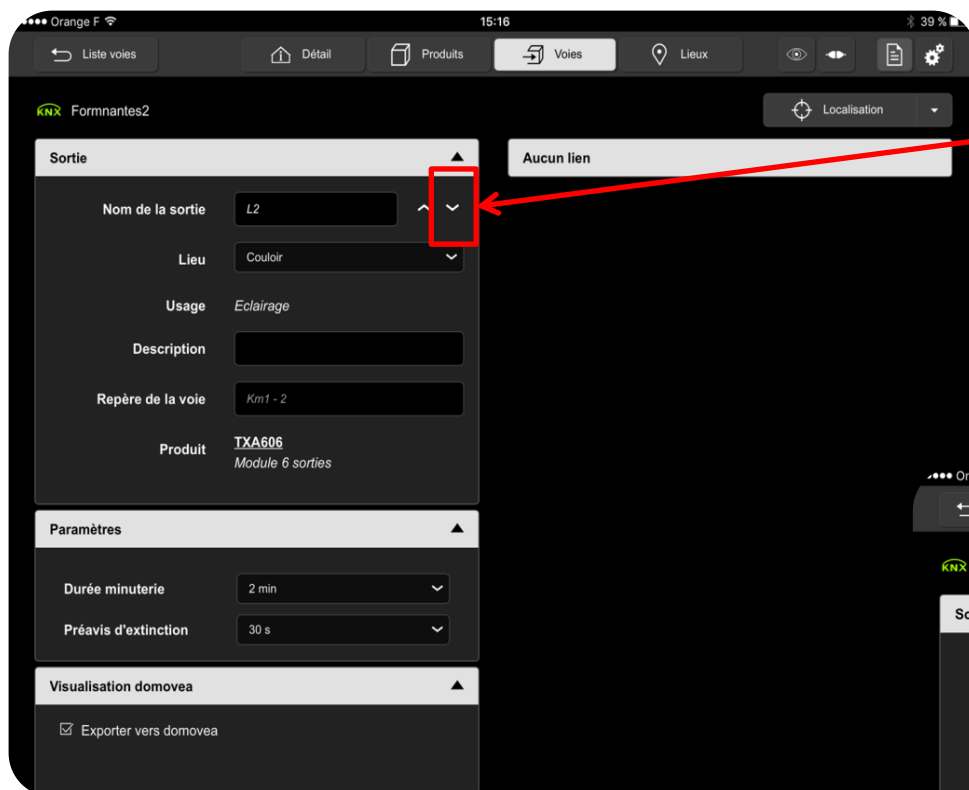 Orange F 15:16 39 %
Liste voies Détail Produits Voies Lieux
KNX Formnantes2 Localisation
Sortie Aucun lien
Nom de la sortie L2
Lieu Couloir
Usage Eclairage
Description
Repère de la voie Km1 - 2
Produit TXA606
Module 6 sorties
Paramètres
Durée minuterie 2 min
Préavis d'extinction 30 s
Visualisation domovea
Exporter vers domovea
Or
KNX
So